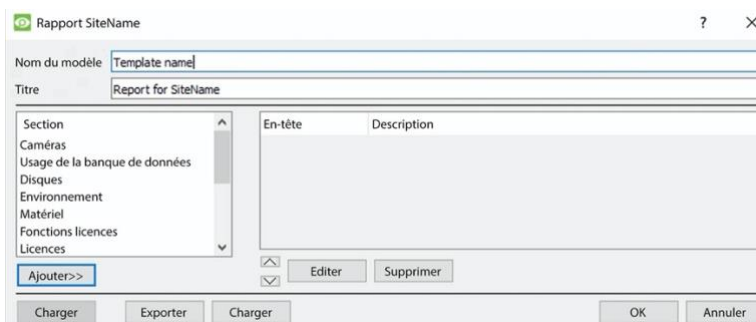 Rapport SiteName
?
Nom du modèle Template name
Titre Report for SiteName
Section
Caméras
Usage de la banque de données
Disques
Environnement
Matériel
Fonctions licences
Licences
En-tête Description
Ajouter>>
Editer Supprimer
Charger Exporter Charger OK Annuler